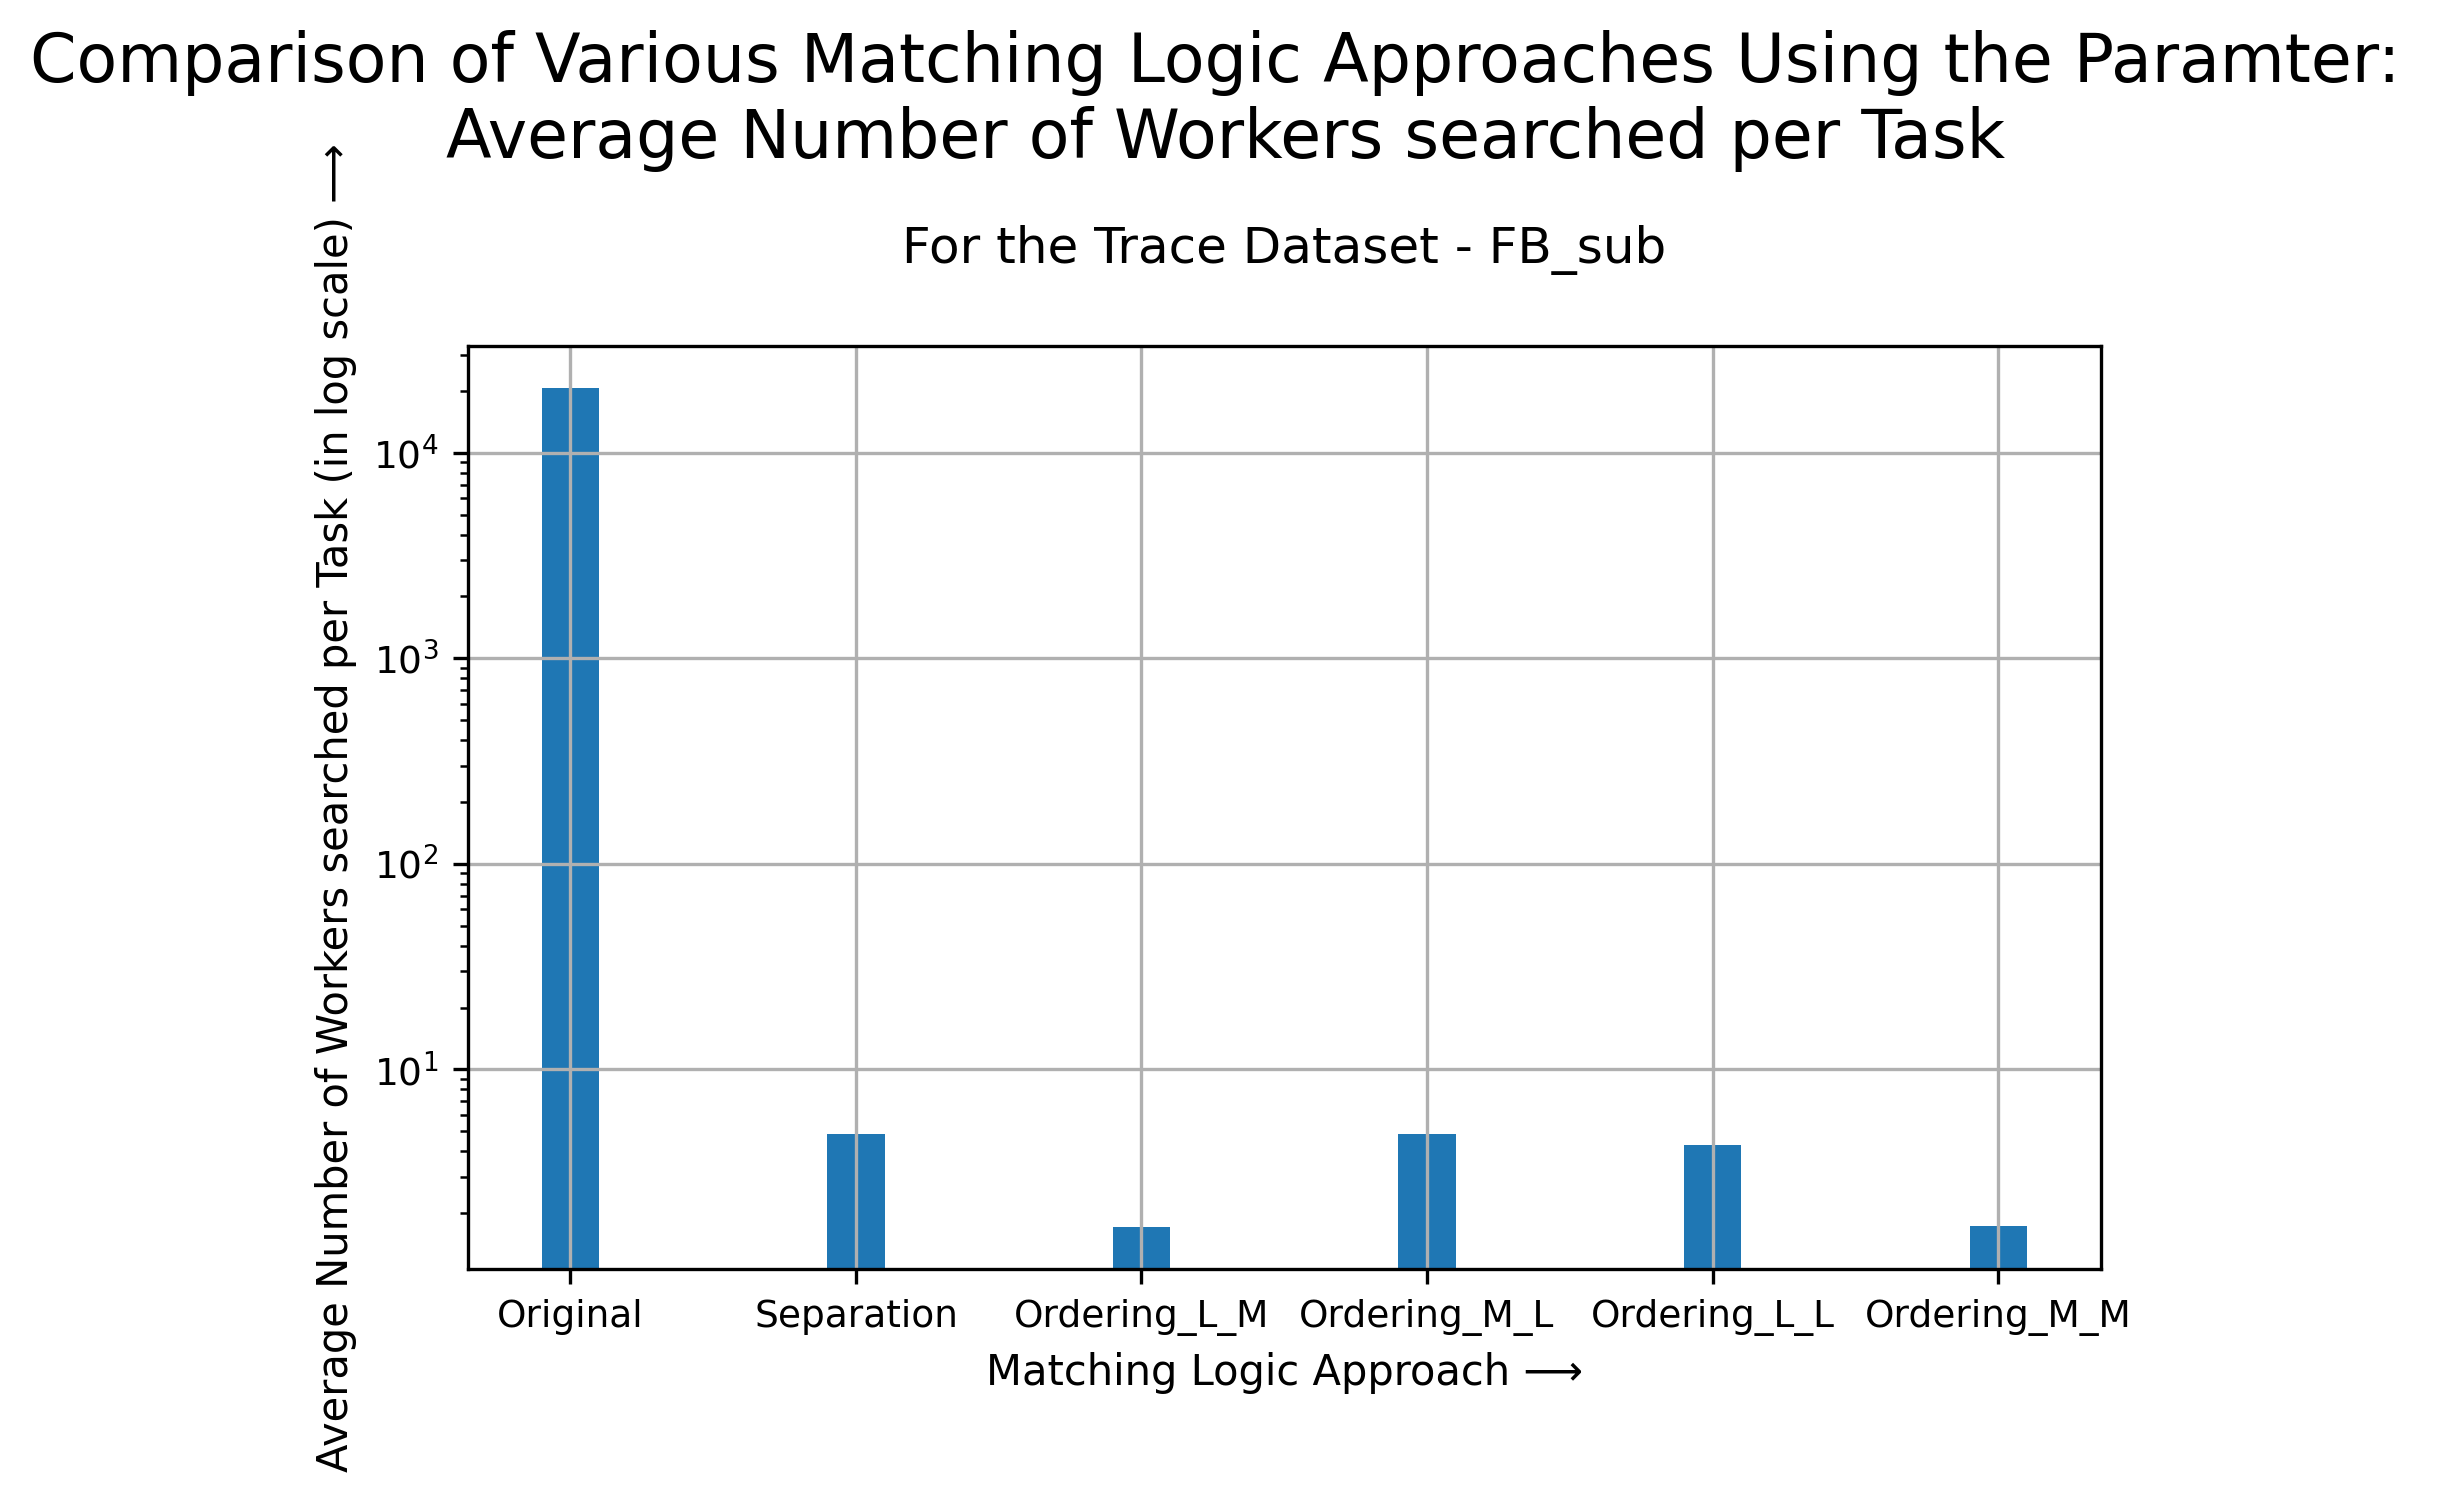 Comparison of Various Matching Logic Approaches Using the Paramter:
Average Number of Workers searched per Task
For the Trace Dataset - FB_sub
Average Number of Workers searched per Task (in log scale) ⟶
10⁴
10³
10²
10¹
Original Separation Ordering_L_M Ordering_M_L Ordering_L_L Ordering_M_M
Matching Logic Approach ⟶